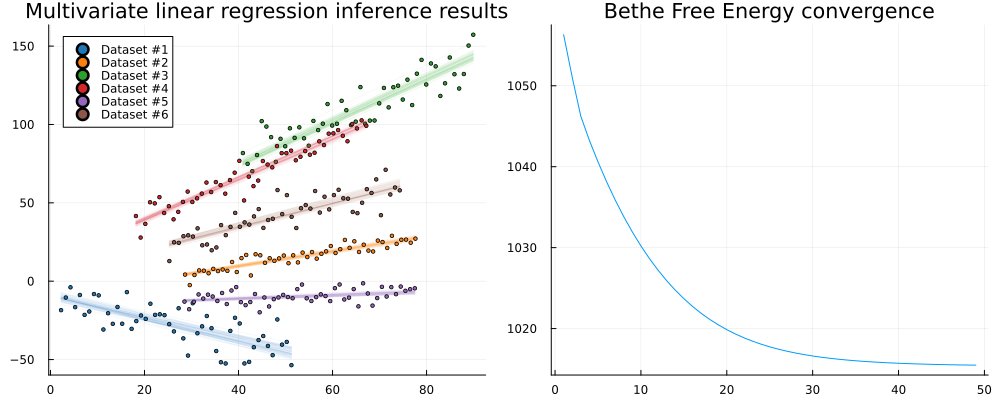 Multivariate linear regression inference results
150
100
50
0
−50
0
20
40
60
80
Dataset #1
Dataset #2
Dataset #3
Dataset #4
Dataset #5
Dataset #6
Bethe Free Energy convergence
1050
1040
1030
1020
0
10
20
30
40
50